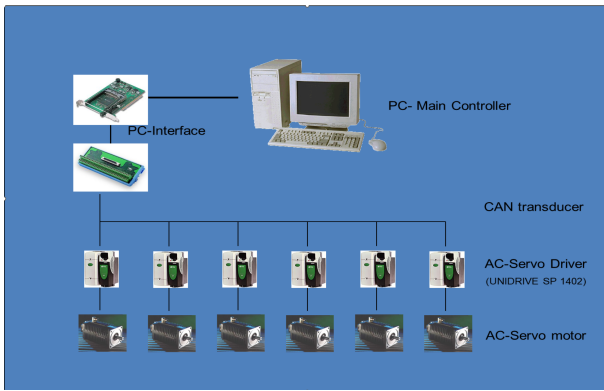 PC- Main Controller
PC-Interface
CAN transducer
AC-Servo Driver
(UNIDRIVE SP 1402)
AC-Servo motor